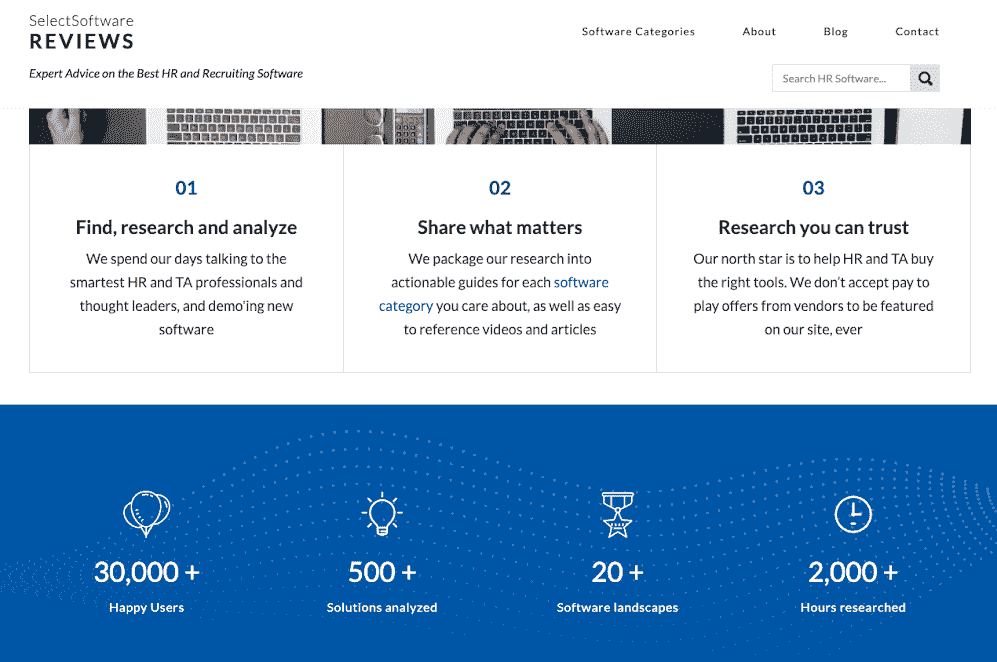 SelectSoftware
REVIEWS
Software Categories About Blog Contact
Expert Advice on the Best HR and Recruiting Software
Search HR Software...
01
Find, research and analyze
We spend our days talking to the
smartest HR and TA professionals and
thought leaders, and demo'ing new
software
02
Share what matters
We package our research into
actionable guides for each software
category you care about, as well as easy
to reference videos and articles
03
Research you can trust
Our north star is to help HR and TA buy
the right tools. We don't accept pay to
play offers from vendors to be featured
on our site, ever
30,000 +
Happy Users
500 +
Solutions analyzed
20 +
Software landscapes
2,000 +
Hours researched